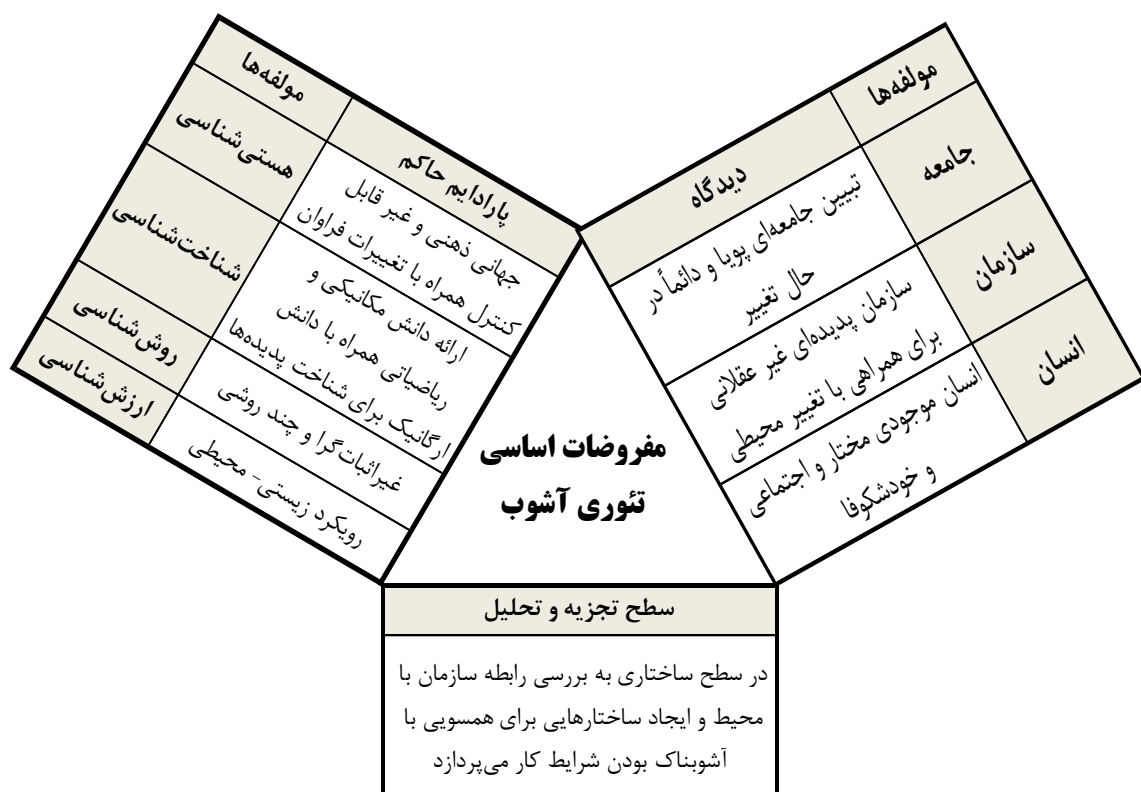 مولفه‌ها
دیدگاه
جامعه
تبیین جامعه‌ای پویا و دائماً در
حال تغییر
سازمان
سازمان پدیده‌ای غیر عقلانی
برای همراهی با تغییر محیطی
انسان
انسان موجودی مختار و اجتماعی
و خودشکوفا
مولفه‌ها
پارادایم حاکم
هستی‌شناسی
جهانی ذهنی و غیر قابل
کنترل همراه با تغییرات فراوان
شناخت‌شناسی
ارائه دانش مکانیکی و
ریاضیاتی همراه با دانش
ارگانیک برای شناخت پدیده‌ها
روش‌شناسی
غیراثبات‌گرا و چند روشی
ارزش‌شناسی
رویکرد زیستی- محیطی
مفروضات اساسی
تئوری آشوب
سطح تجزیه و تحلیل
در سطح ساختاری به بررسی رابطه سازمان با
محیط و ایجاد ساختارهایی برای همسویی با
آشوبناک بودن شرایط کار می‌پردازد